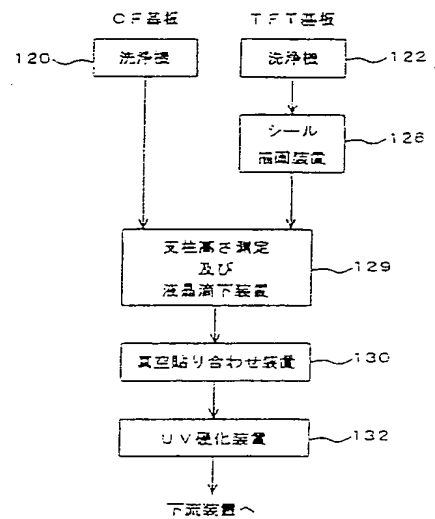 CF基板
TFT基板
120
洗浄機
洗浄機
122
シール
描画装置
126
支柱高さ測定
及び
液晶滴下装置
129
真空貼り合わせ装置
130
UV硬化装置
132
下流装置へ